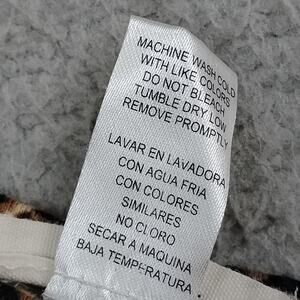 MACHINE WASH COLD
WITH LIKE COLORS
DO NOT BLEACH
TUMBLE DRY LOW
REMOVE PROMPTLY
LAVAR EN LAVADORA
CON AGUA FRIA
CON COLORES
SIMILARES
NO CLORO
SECAR A MAQUINA
BAJA TEMPERATURA